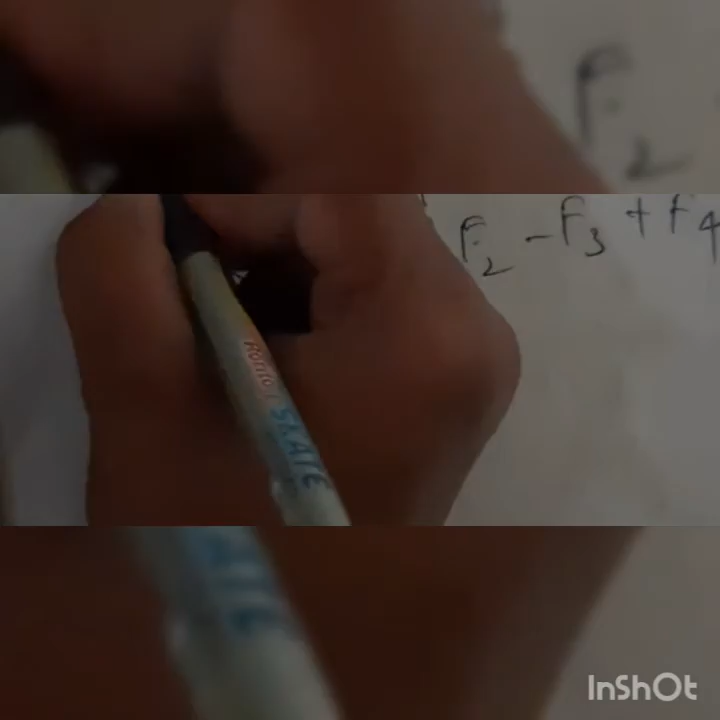 F₂ - F₃ + F₄
Rorito
SKATE
InShOt